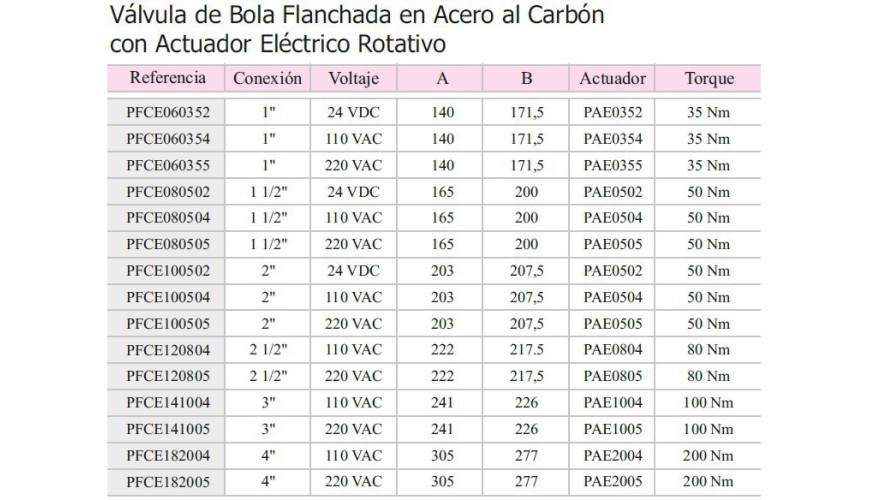 Válvula de Bola Flanchada en Acero al Carbón
con Actuador Eléctrico Rotativo
Referencia Conexión Voltaje A B Actuador Torque
PFCE060352 1" 24 VDC 140 171,5 PAE0352 35 Nm
PFCE060354 1" 110 VAC 140 171,5 PAE0354 35 Nm
PFCE060355 1" 220 VAC 140 171,5 PAE0355 35 Nm
PFCE080502 1 1/2" 24 VDC 165 200 PAE0502 50 Nm
PFCE080504 1 1/2" 110 VAC 165 200 PAE0504 50 Nm
PFCE080505 1 1/2" 220 VAC 165 200 PAE0505 50 Nm
PFCE100502 2" 24 VDC 203 207,5 PAE0502 50 Nm
PFCE100504 2" 110 VAC 203 207,5 PAE0504 50 Nm
PFCE100505 2" 220 VAC 203 207,5 PAE0505 50 Nm
PFCE120804 2 1/2" 110 VAC 222 217.5 PAE0804 80 Nm
PFCE120805 2 1/2" 220 VAC 222 217,5 PAE0805 80 Nm
PFCE141004 3" 110 VAC 241 226 PAE1004 100 Nm
PFCE141005 3" 220 VAC 241 226 PAE1005 100 Nm
PFCE182004 4" 110 VAC 305 277 PAE2004 200 Nm
PFCE182005 4" 220 VAC 305 277 PAE2005 200 Nm